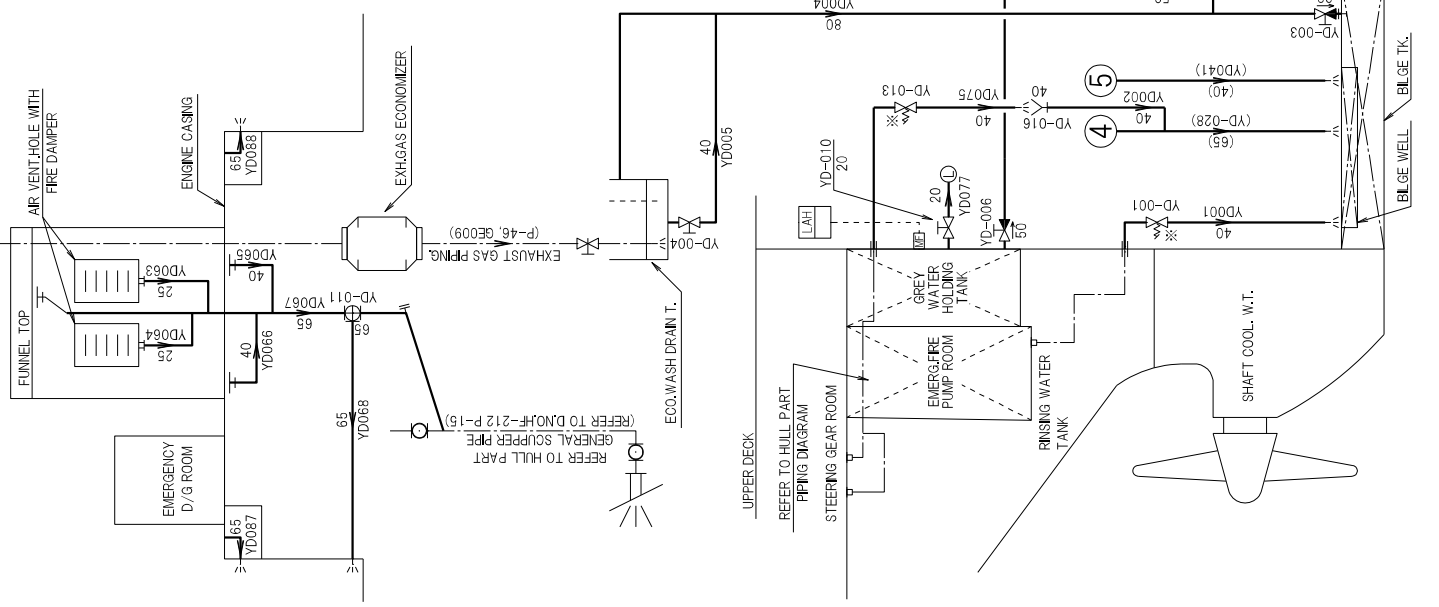 FUNNEL TOP
AIR VENT.HOLE WITH
FIRE DAMPER
YD063
25
YD064
25
ENGINE CASING
65
YD088
YD065
40
40
YD066
YD067
65
YD-011
65
65
YD068
EXH.GAS ECONOMIZER
EXHAUST GAS PIPING.
(P-46, GE009)
EMERGENCY
D/G ROOM
65
YD087
REFER TO HULL PART
GENERAL SCUPPER PIPE
(REFER TO D.NO.HF-212 P-15)
ECO.WASH DRAIN T.
YD-004
40
YD005
YD004
80
UPPER DECK
REFER TO HULL PART
PIPING DIAGRAM
STEERING GEAR ROOM
LAH
MF
YD-010
20
20
YD077
L
YD-006
50
GREY
WATER
HOLDING
TANK
EMERG.FIRE
PUMP ROOM
RINSING WATER
TANK
SHAFT COOL. W.T.
YD-013
※
YD075
40
YD-016
40
YD002
40
YD-001
※
YD001
40
4
(YD-028)
(65)
5
(YD041)
(40)
YD-003
BILGE WELL
BILGE TK.